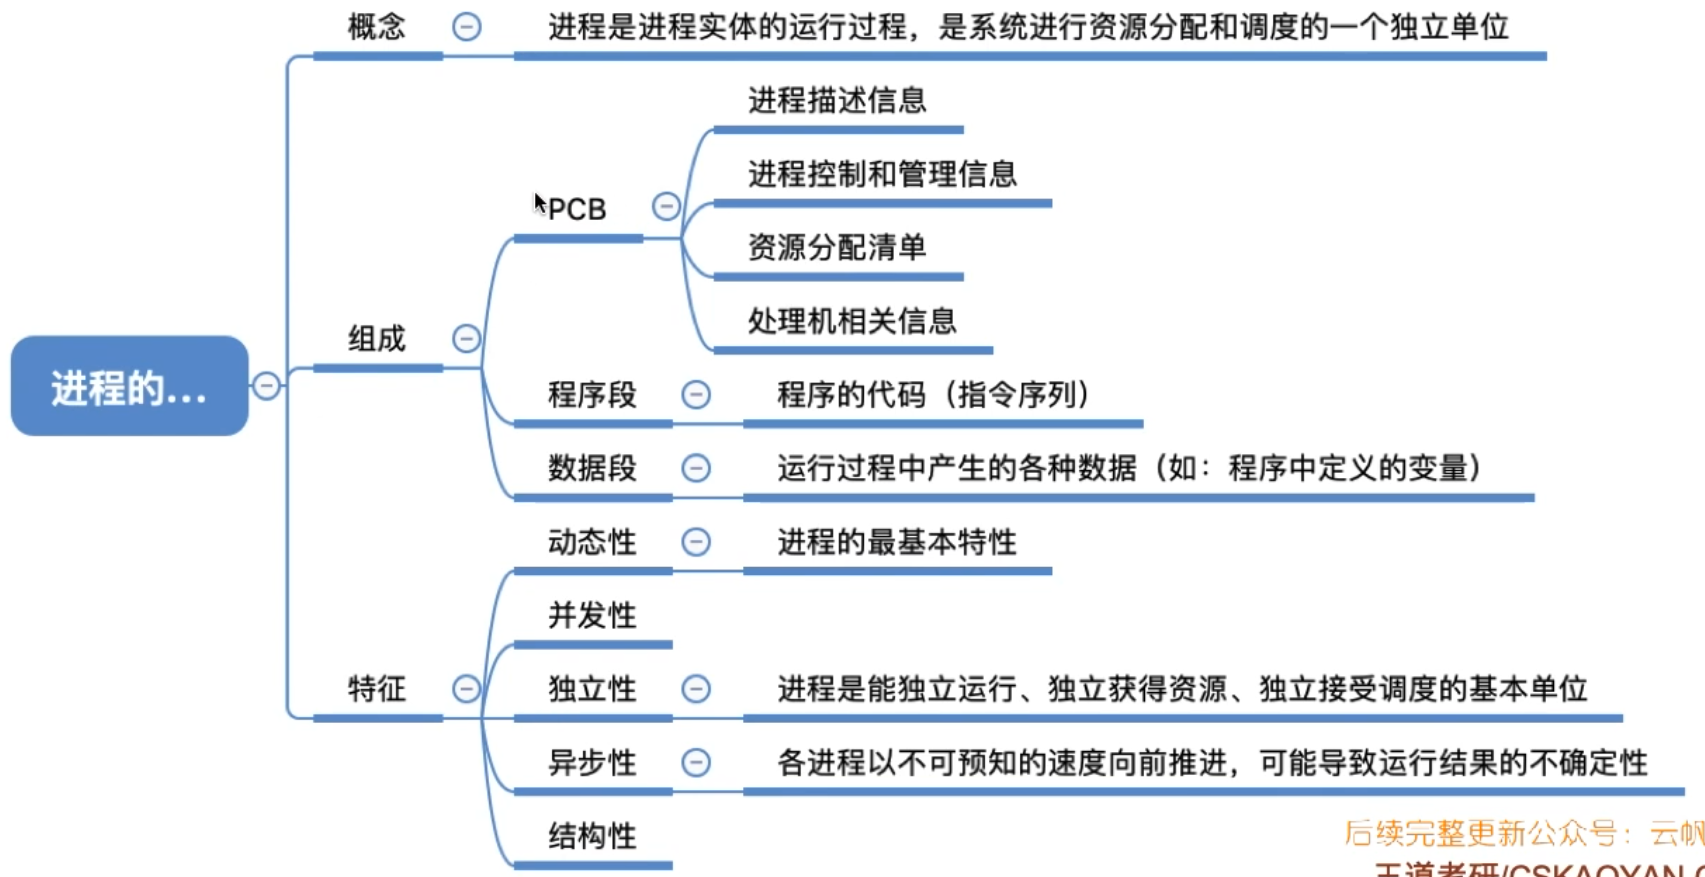 概念
进程是进程实体的运行过程，是系统进行资源分配和调度的一个独立单位
进程描述信息
进程控制和管理信息
PCB
资源分配清单
处理机相关信息
组成
进程的...
程序段
程序的代码（指令序列）
数据段
运行过程中产生的各种数据（如：程序中定义的变量）
动态性
进程的最基本特性
并发性
特征
独立性
进程是能独立运行、独立获得资源、独立接受调度的基本单位
异步性
各进程以不可预知的速度向前推进，可能导致运行结果的不确定性
结构性
后续完整更新公众号：云帆
王道考研/CSKAOYAN.